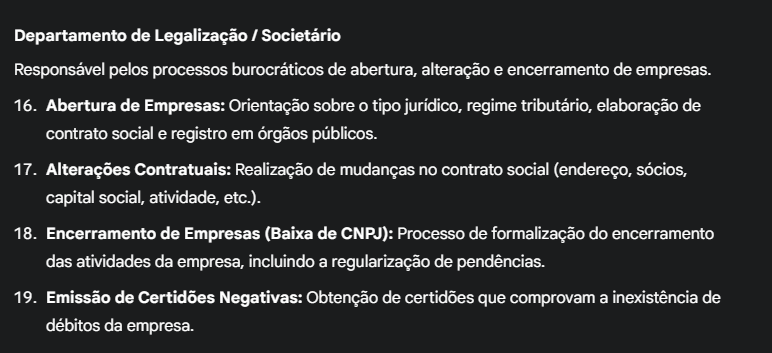 Departamento de Legalização / Societário
Responsável pelos processos burocráticos de abertura, alteração e encerramento de empresas.
16. Abertura de Empresas: Orientação sobre o tipo jurídico, regime tributário, elaboração de
contrato social e registro em órgãos públicos.
17. Alterações Contratuais: Realização de mudanças no contrato social (endereço, sócios,
capital social, atividade, etc.).
18. Encerramento de Empresas (Baixa de CNPJ): Processo de formalização do encerramento
das atividades da empresa, incluindo a regularização de pendências.
19. Emissão de Certidões Negativas: Obtenção de certidões que comprovam a inexistência de
débitos da empresa.